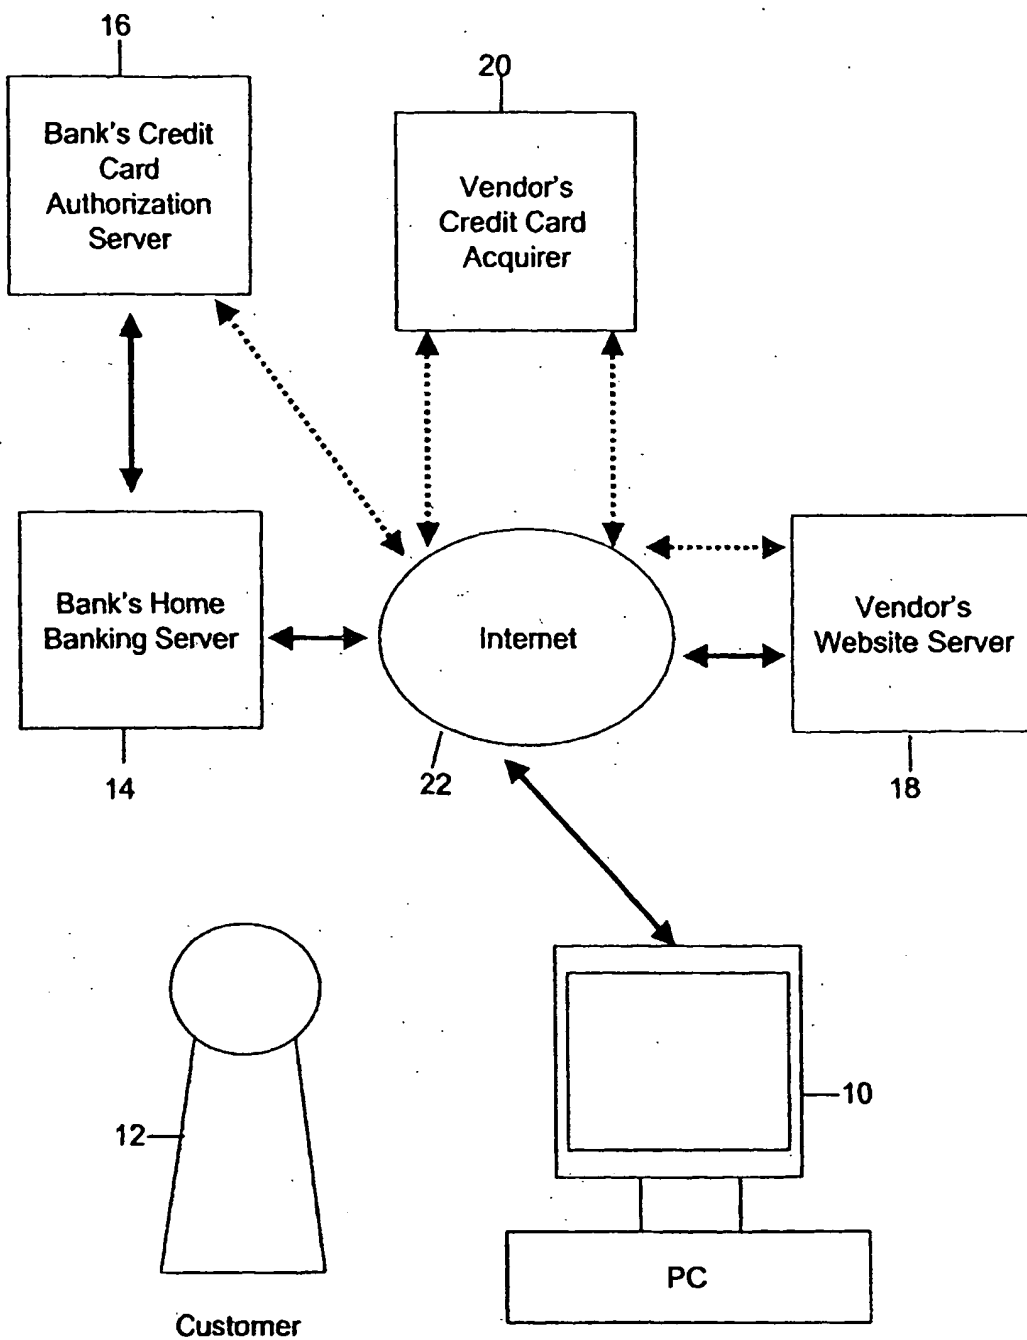 16
20
Bank's Credit
Card
Authorization
Server
Vendor's
Credit Card
Acquirer
Bank's Home
Banking Server
Internet
Vendor's
Website Server
14
22
18
10
12
PC
Customer